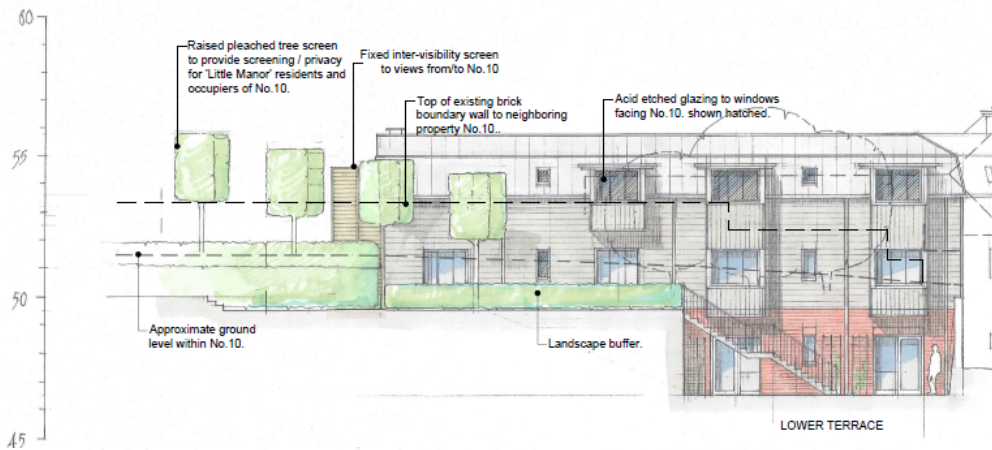 60
Raised pleached tree screen
to provide screening / privacy
for 'Little Manor' residents and
occupiers of No.10.
Fixed inter-visibility screen
to views from/to No.10
Top of existing brick
boundary wall to neighboring
property No.10..
Acid etched glazing to windows
facing No.10. shown hatched.
55
50
Approximate ground
level within No.10.
Landscape buffer.
LOWER TERRACE
45